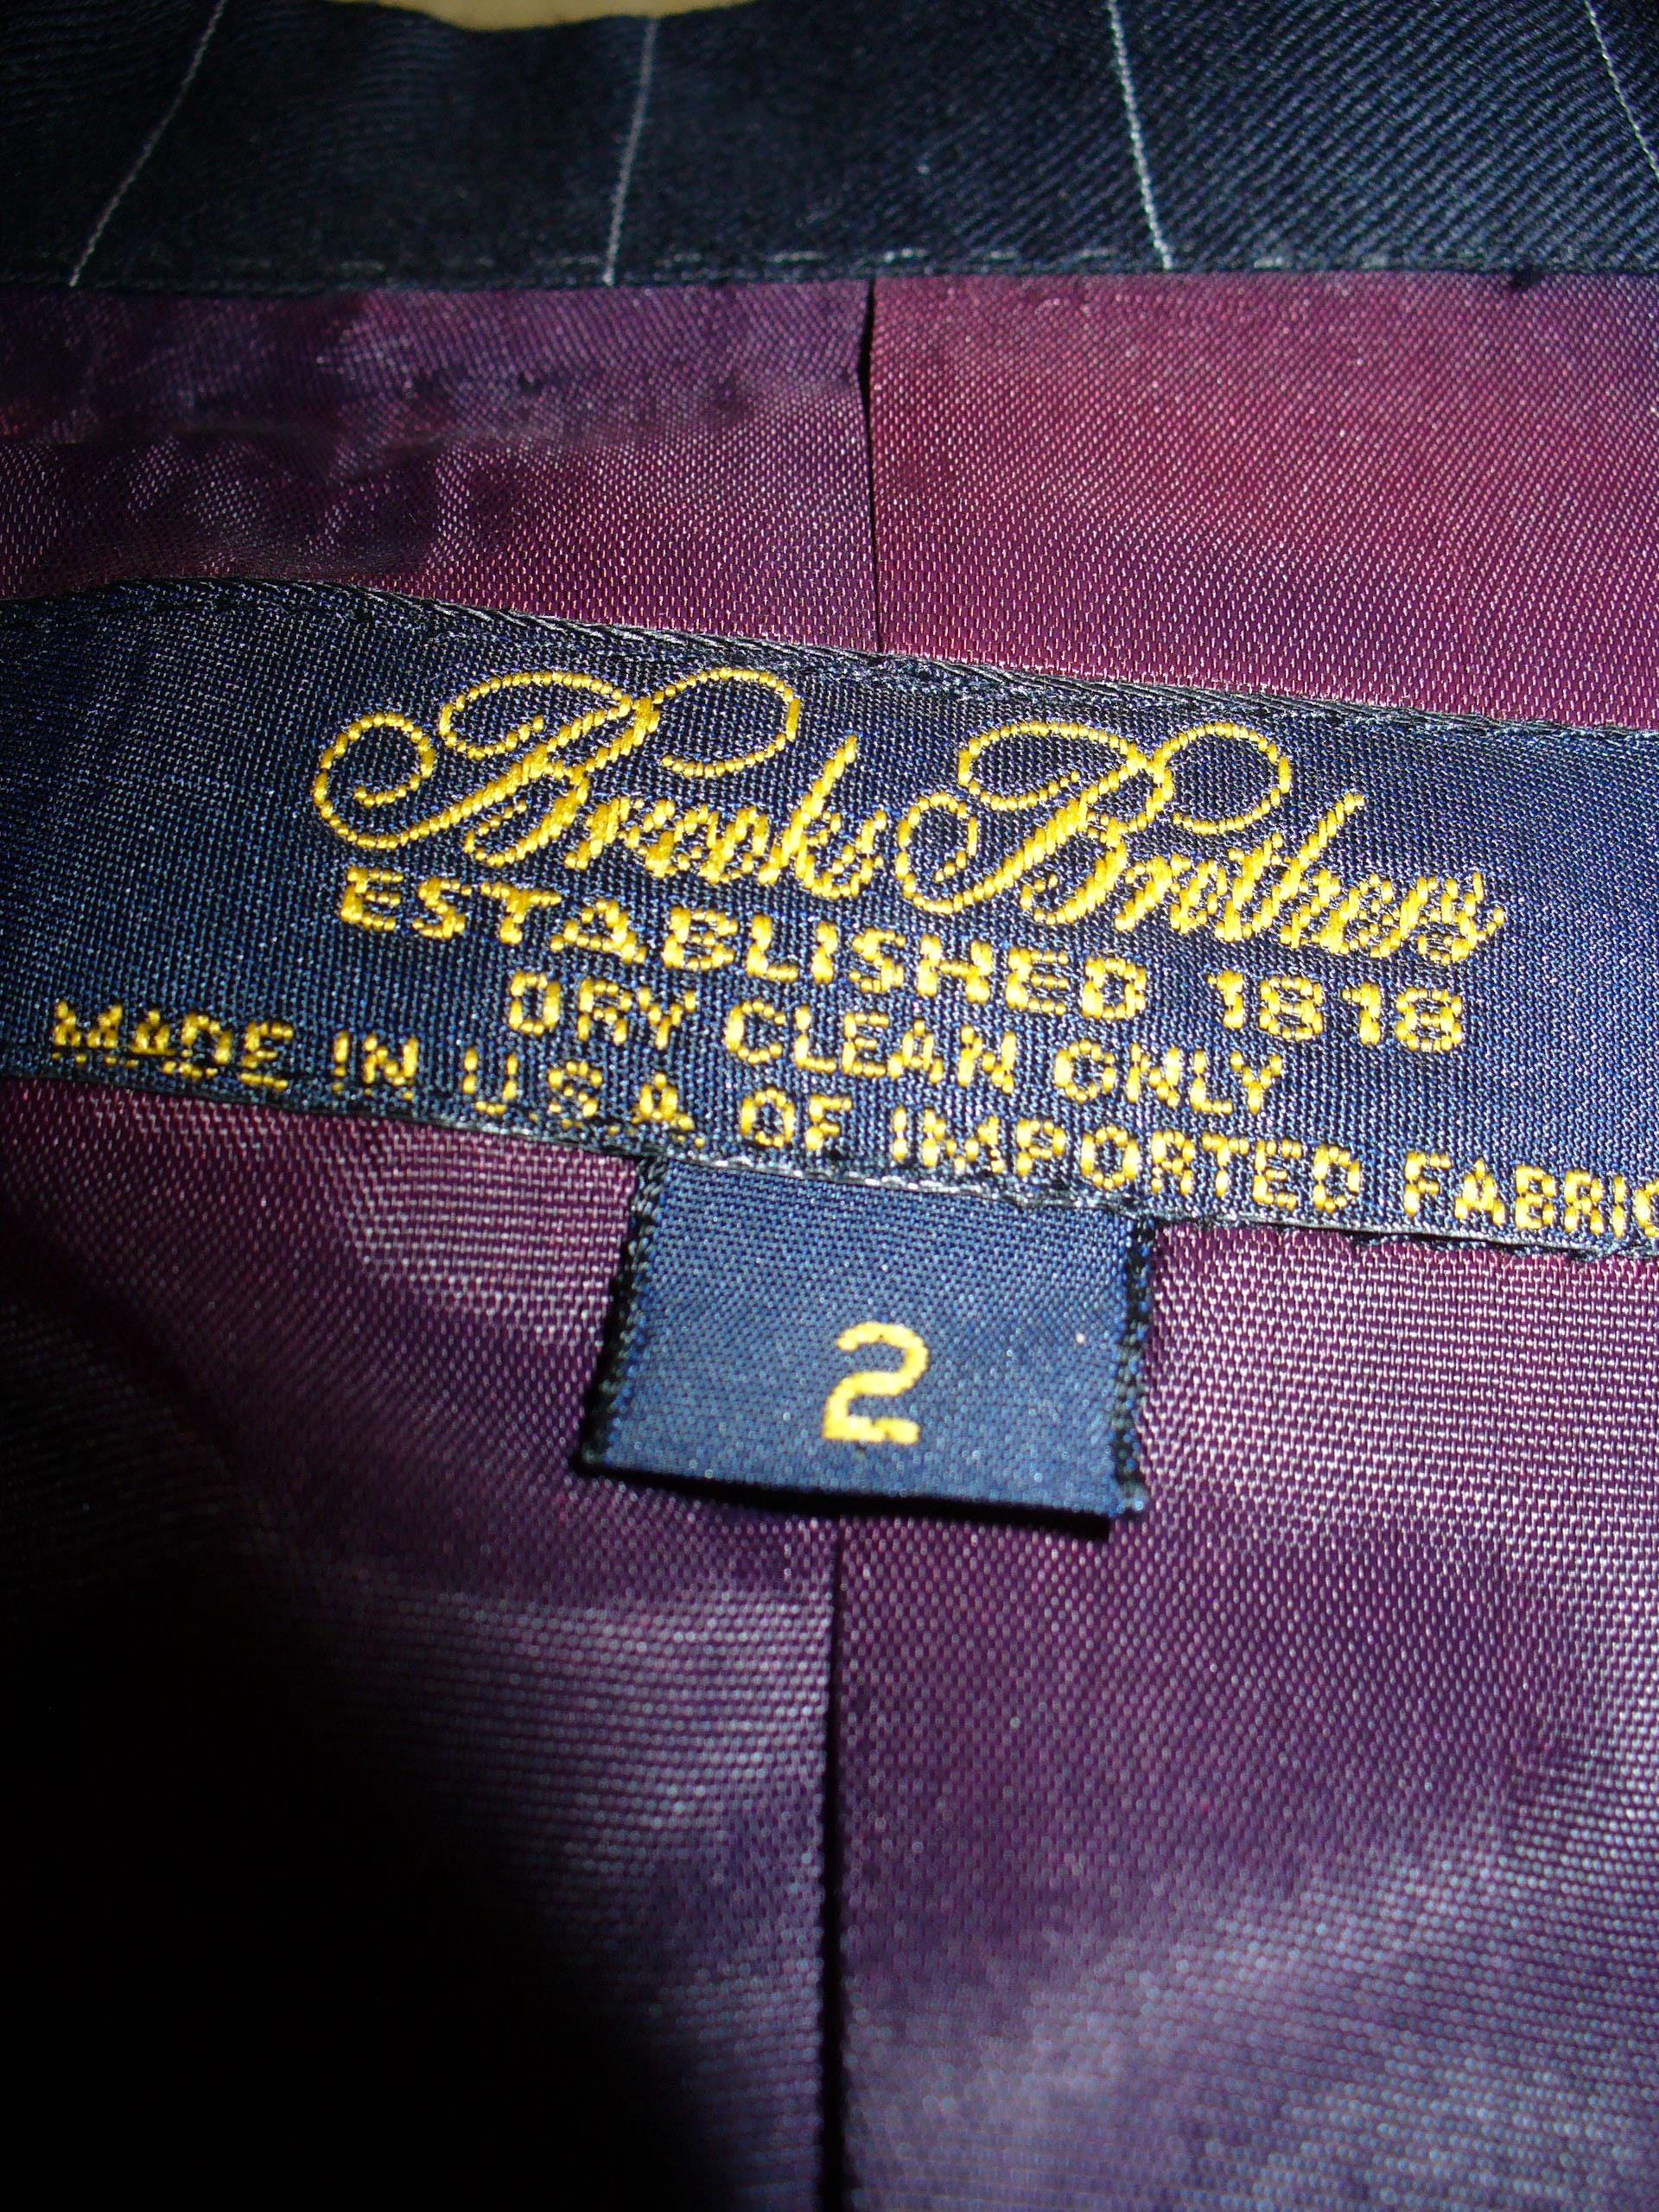 Brooks Brothers
ESTABLISHED 1818
DRY CLEAN ONLY
MADE IN U.S.A. OF IMPORTED FABRIC
2